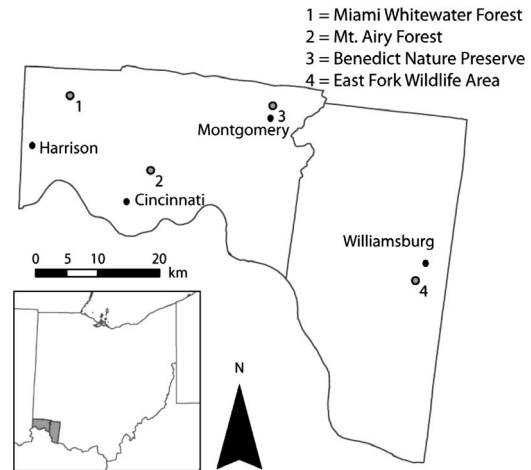 1 = Miami Whitewater Forest
2 = Mt. Airy Forest
3 = Benedict Nature Preserve
4 = East Fork Wildlife Area
1
3
Montgomery
Harrison
2
Cincinnati
Williamsburg
0 5 10 20
km
4
N